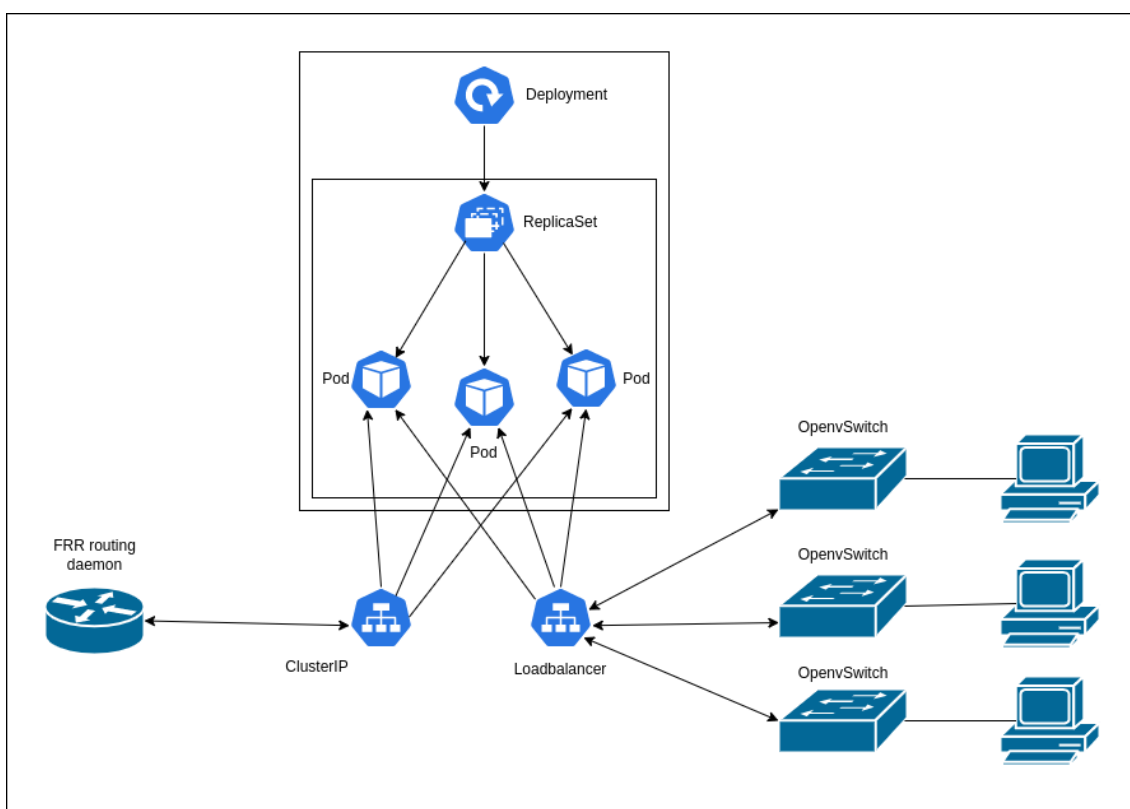 Deployment
ReplicaSet
Pod
Pod
Pod
OpenvSwitch
FRR routing
daemon
OpenvSwitch
ClusterIP
Loadbalancer
OpenvSwitch